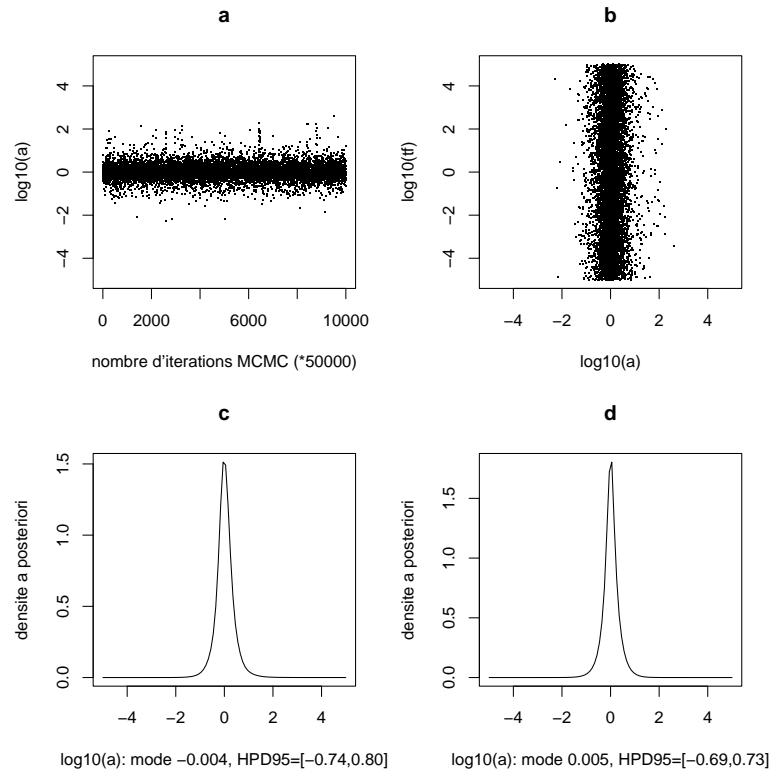 a
log10(a)
4
2
0
−2
−4
0 2000 6000 10000
nombre d'iterations MCMC (*50000)
b
log10(tf)
4
2
0
−2
−4
−4 −2 0 2 4
log10(a)
c
densite a posteriori
1.5
1.0
0.5
0.0
−4 −2 0 2 4
log10(a): mode −0.004, HPD95=[−0.74,0.80]
d
densite a posteriori
1.5
1.0
0.5
0.0
−4 −2 0 2 4
log10(a): mode 0.005, HPD95=[−0.69,0.73]